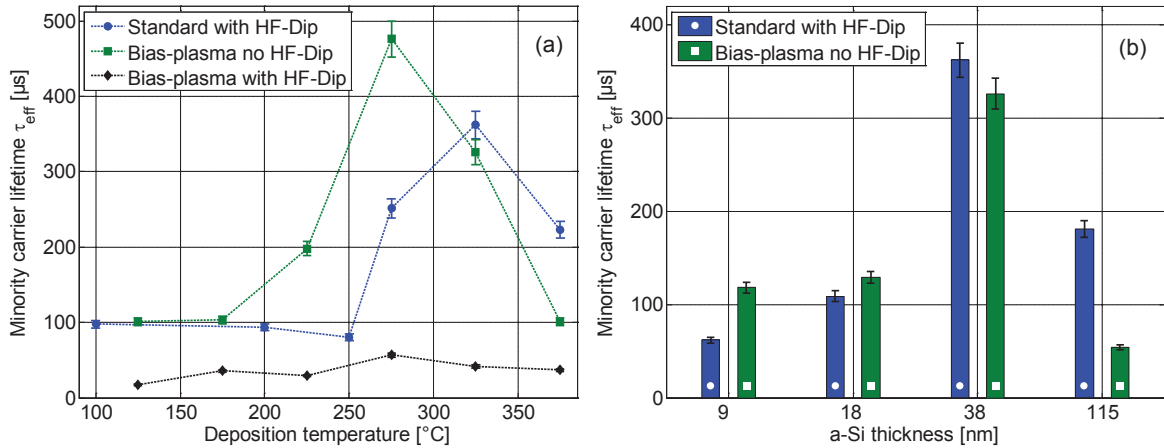 500
400
300
200
100
0
Minority carrier lifetime τeff [µs]
Standard with HF-Dip
Bias-plasma no HF-Dip
Bias-plasma with HF-Dip
(a)
100 150 200 250 300 350
Deposition temperature [°C]
400
300
200
100
0
Minority carrier lifetime τeff [µs]
Standard with HF-Dip
Bias-plasma no HF-Dip
(b)
9 18 38 115
a-Si thickness [nm]